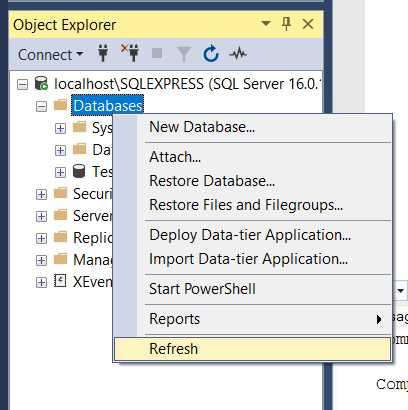 Object Explorer
Connect
localhost\SQLEXPRESS (SQL Server 16.0.
Databases
New Database...
Attach...
Restore Database...
Restore Files and Filegroups...
Deploy Data-tier Application...
Import Data-tier Application...
Start PowerShell
Reports
Refresh
Sys
Da
Tes
Securi
Server
Replic
Manag
XEven
sag
om
Comp